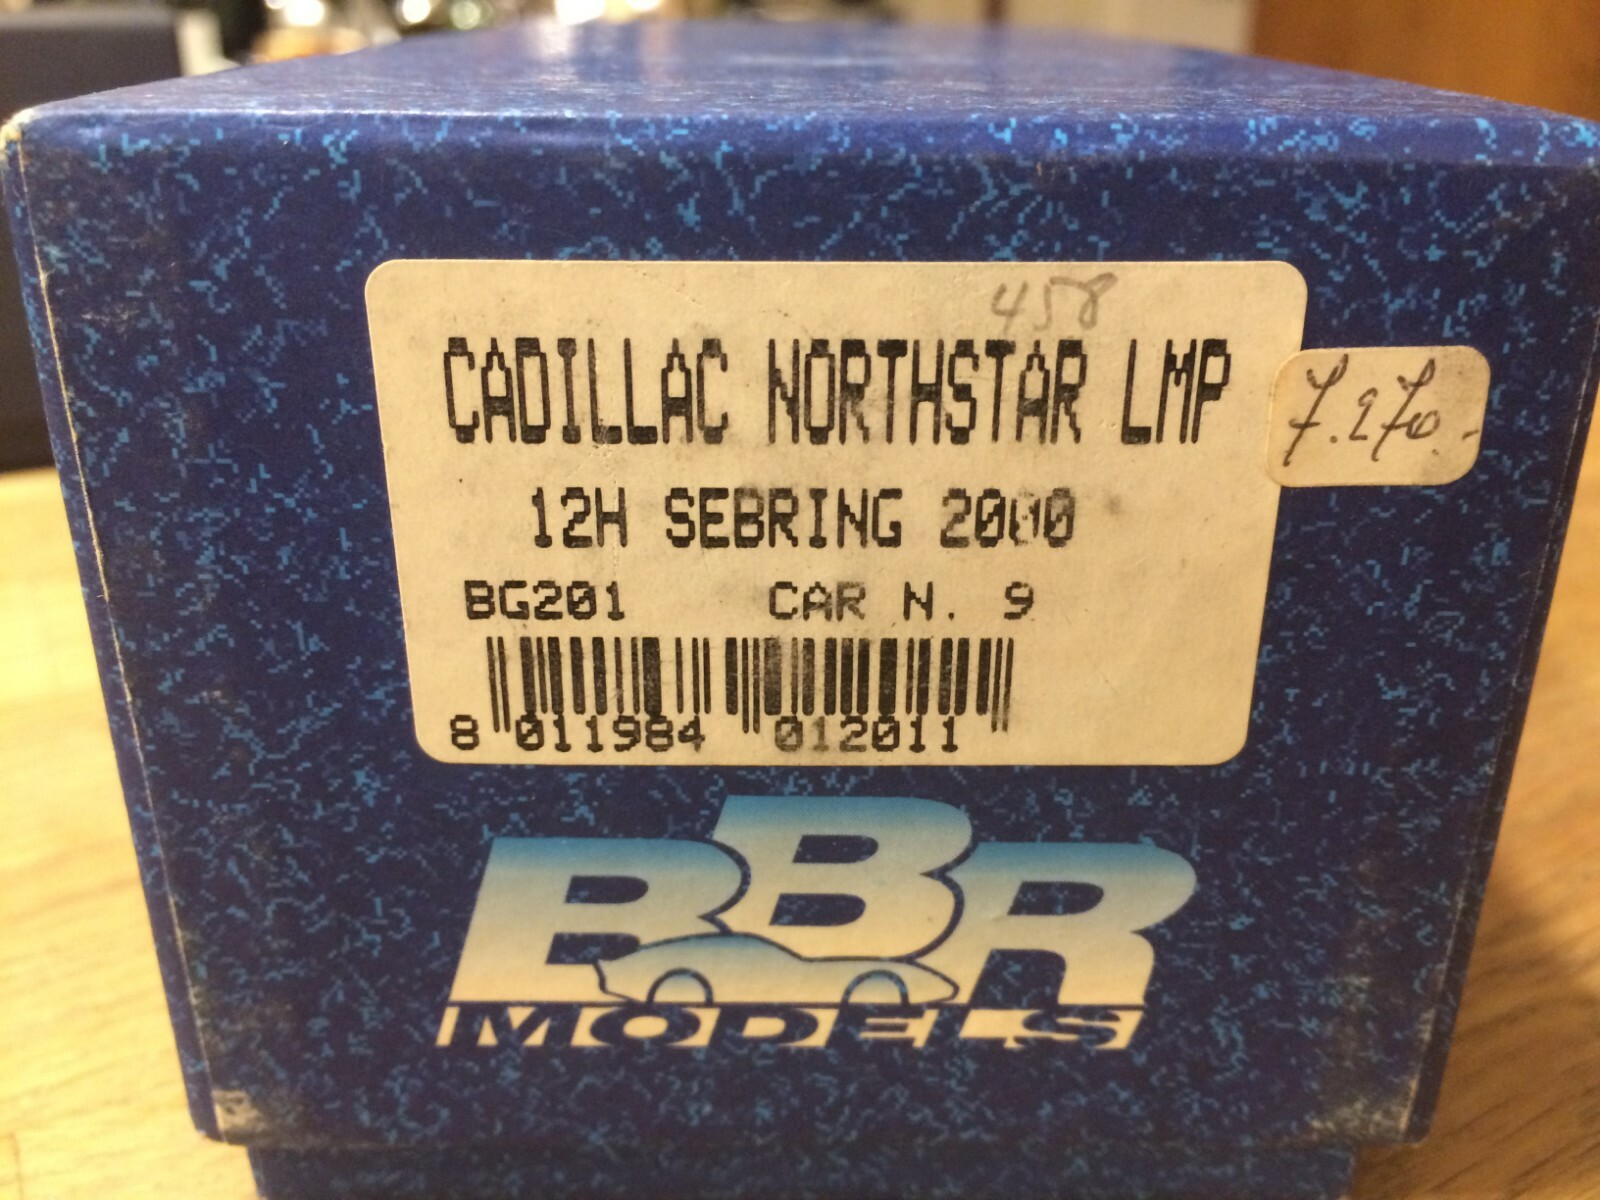 458
CADILLAC NORTHSTAR LMP
7.270.-
12H SEBRING 2000
BG201 CAR N. 9
8 011984 012011
BBR
MODELS